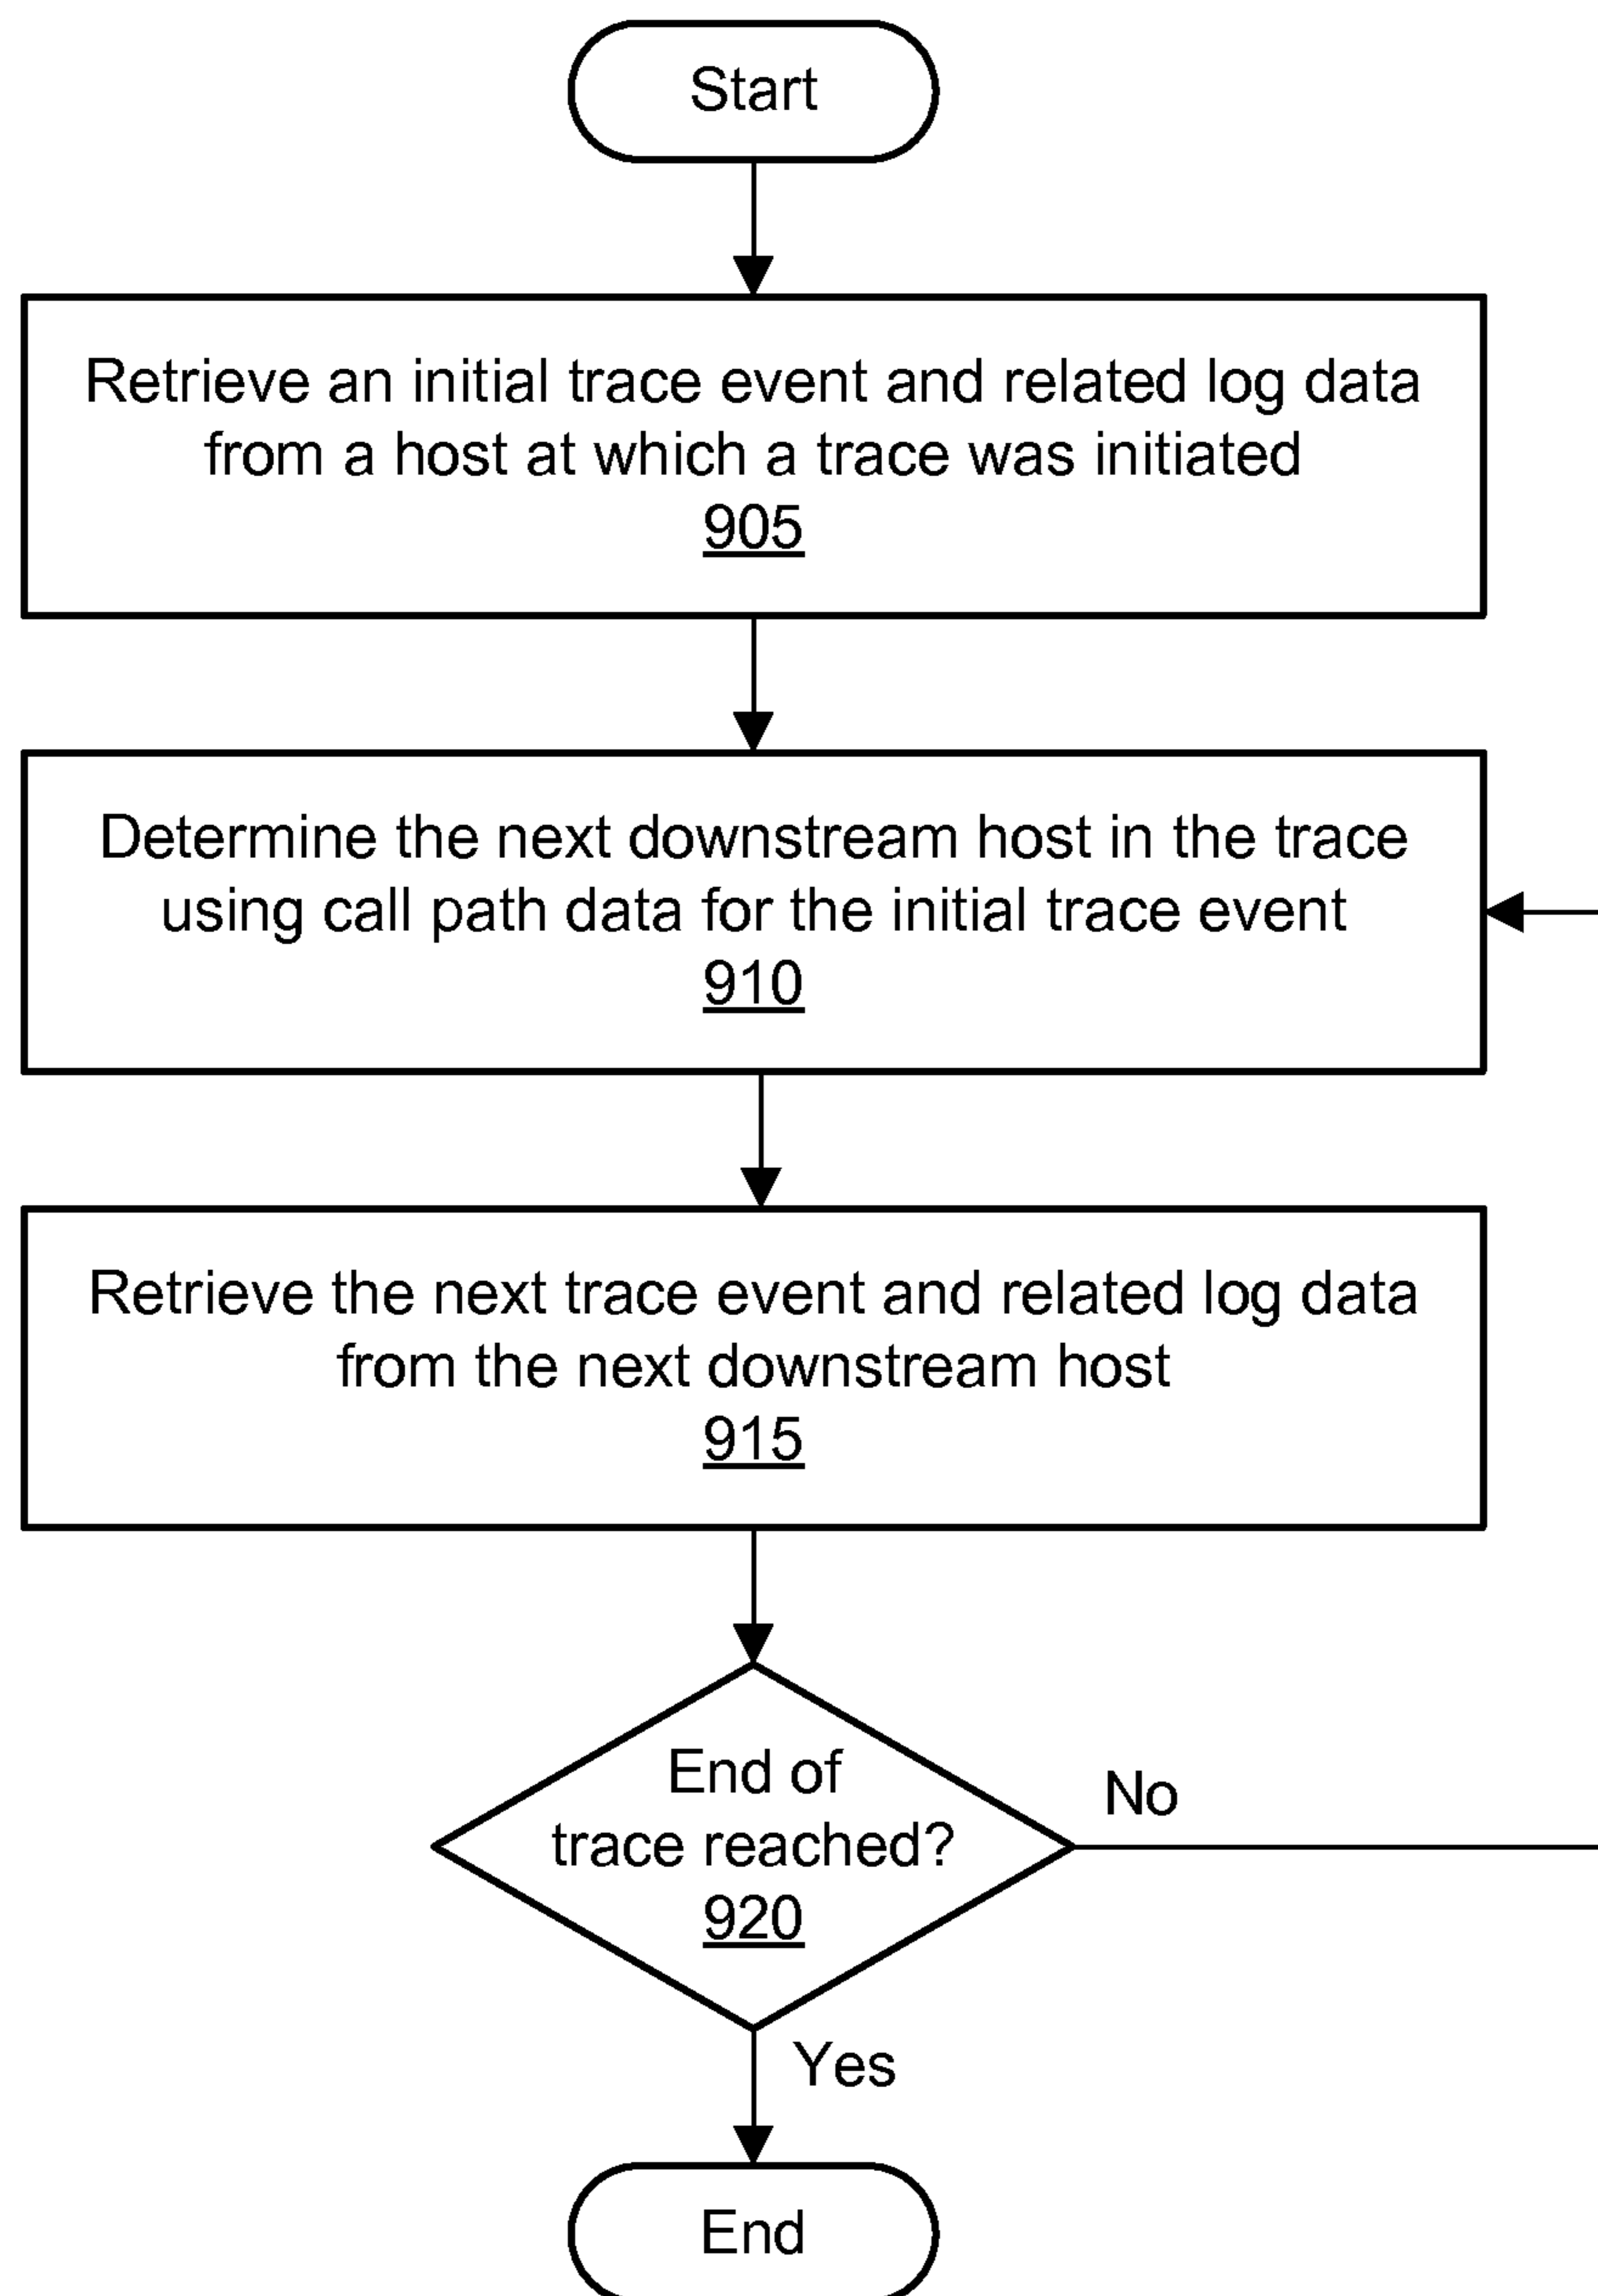 Start
Retrieve an initial trace event and related log data
from a host at which a trace was initiated
905
Determine the next downstream host in the trace
using call path data for the initial trace event
910
Retrieve the next trace event and related log data
from the next downstream host
915
End of
trace reached?
920
No
Yes
End